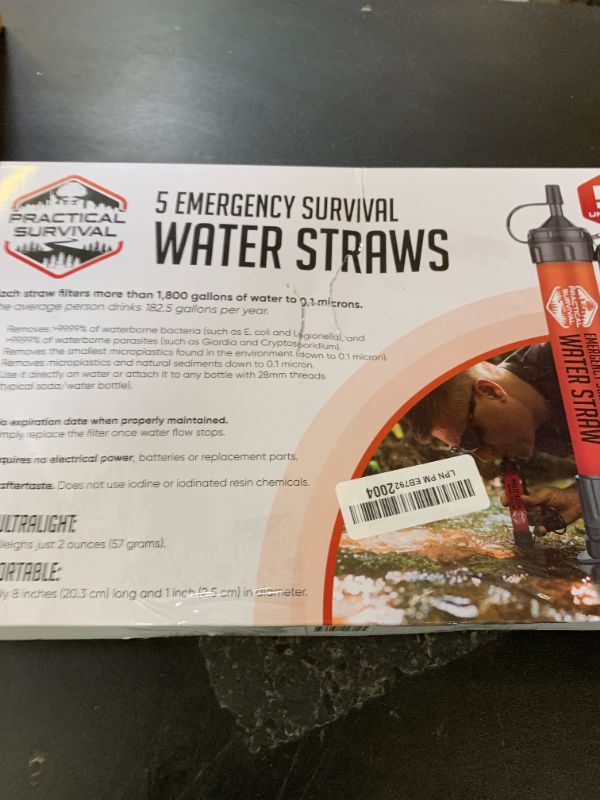 PRACTICAL
SURVIVAL
5 EMERGENCY SURVIVAL
WATER STRAWS
ach straw filters more than 1,800 gallons of water to 0.1 microns.
he average person drinks 182.5 gallons per year.
Removes >99.99% of waterborne bacteria (such as E. coli and Legionella), and
>99.99% of waterborne parasites (such as Giardia and Cryptosporidium).
Removes the smallest microplastics found in the environment (down to 0.1 micron).
Removes microplastics and natural sediments down to 0.1 micron.
Use it directly on water or attach it to any bottle with 28mm threads
typical soda/water bottle).
o expiration date when properly maintained.
mply replace the filter once water flow stops.
quires no electrical power, batteries or replacement parts.
aftertaste. Does not use iodine or iodinated resin chemicals.
ULTRALIGHT:
Weighs just 2 ounces (57 grams).
ORTABLE:
ly 8 inches (20.3 cm) long and 1 inch (2.5 cm) in diameter.
PRACTICAL
SURVIVAL
WATER STRAW
LPN PM EB7922004